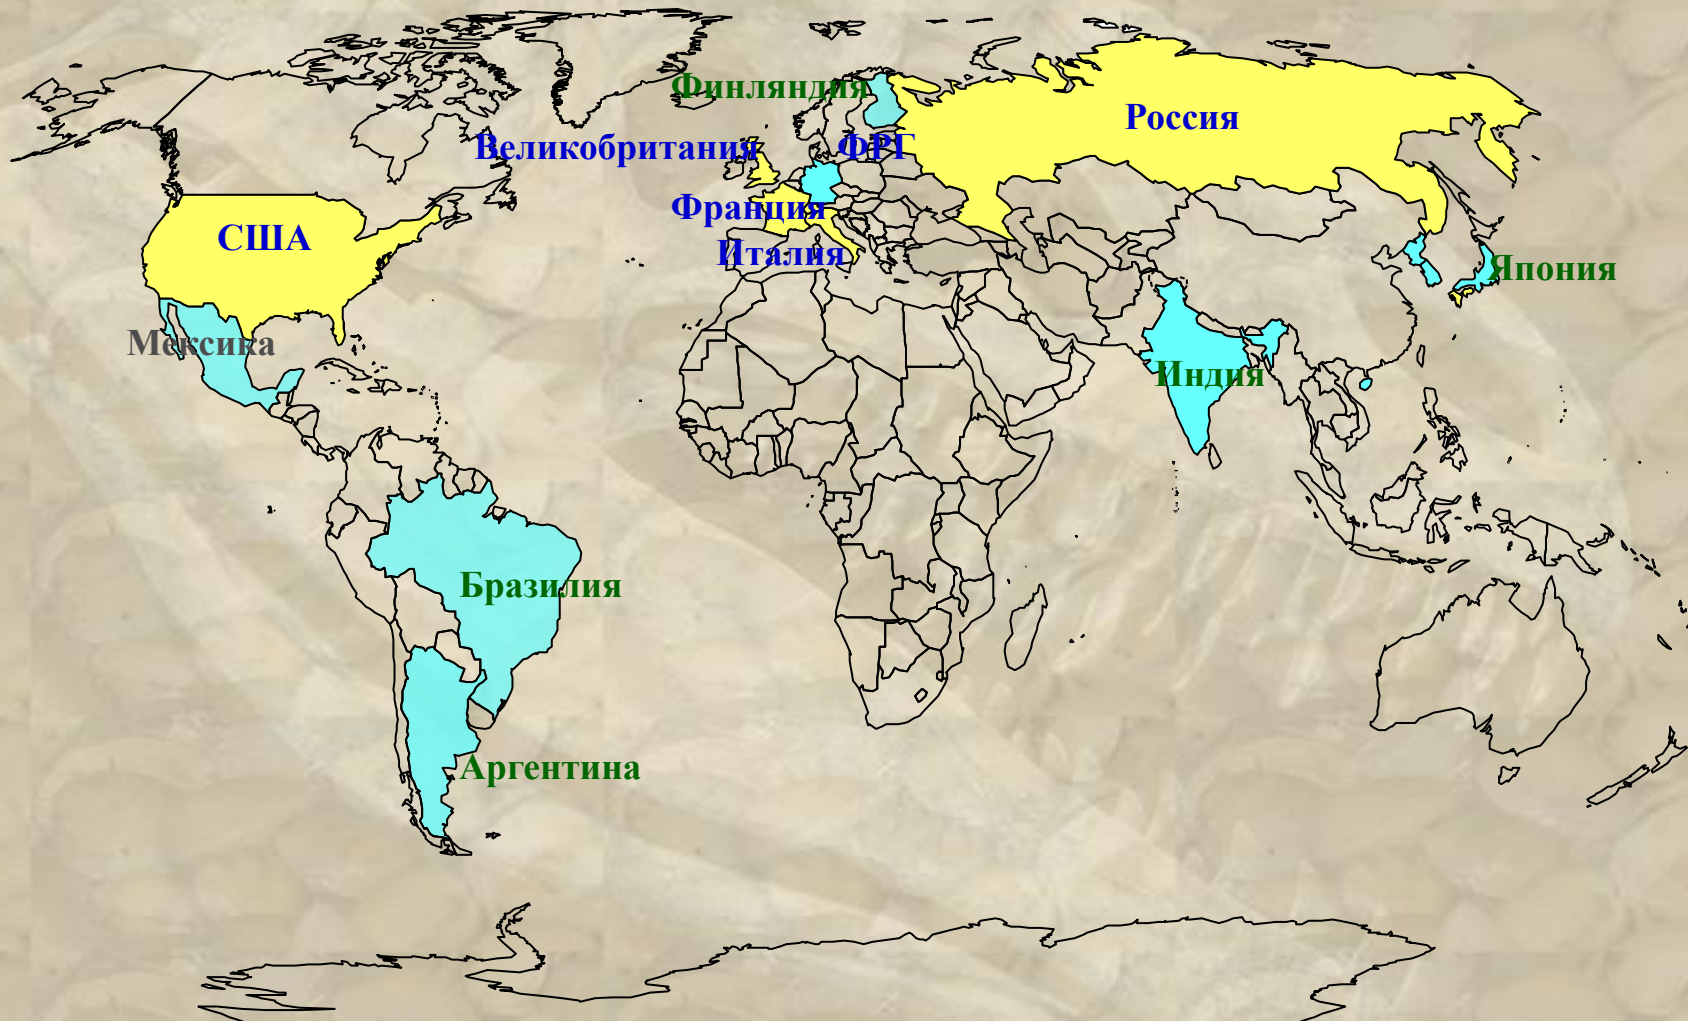 Финляндия
Россия
Великобритания
ФРГ
Франция
США
Италия
Япония
Мексика
Индия
Бразилия
Аргентина